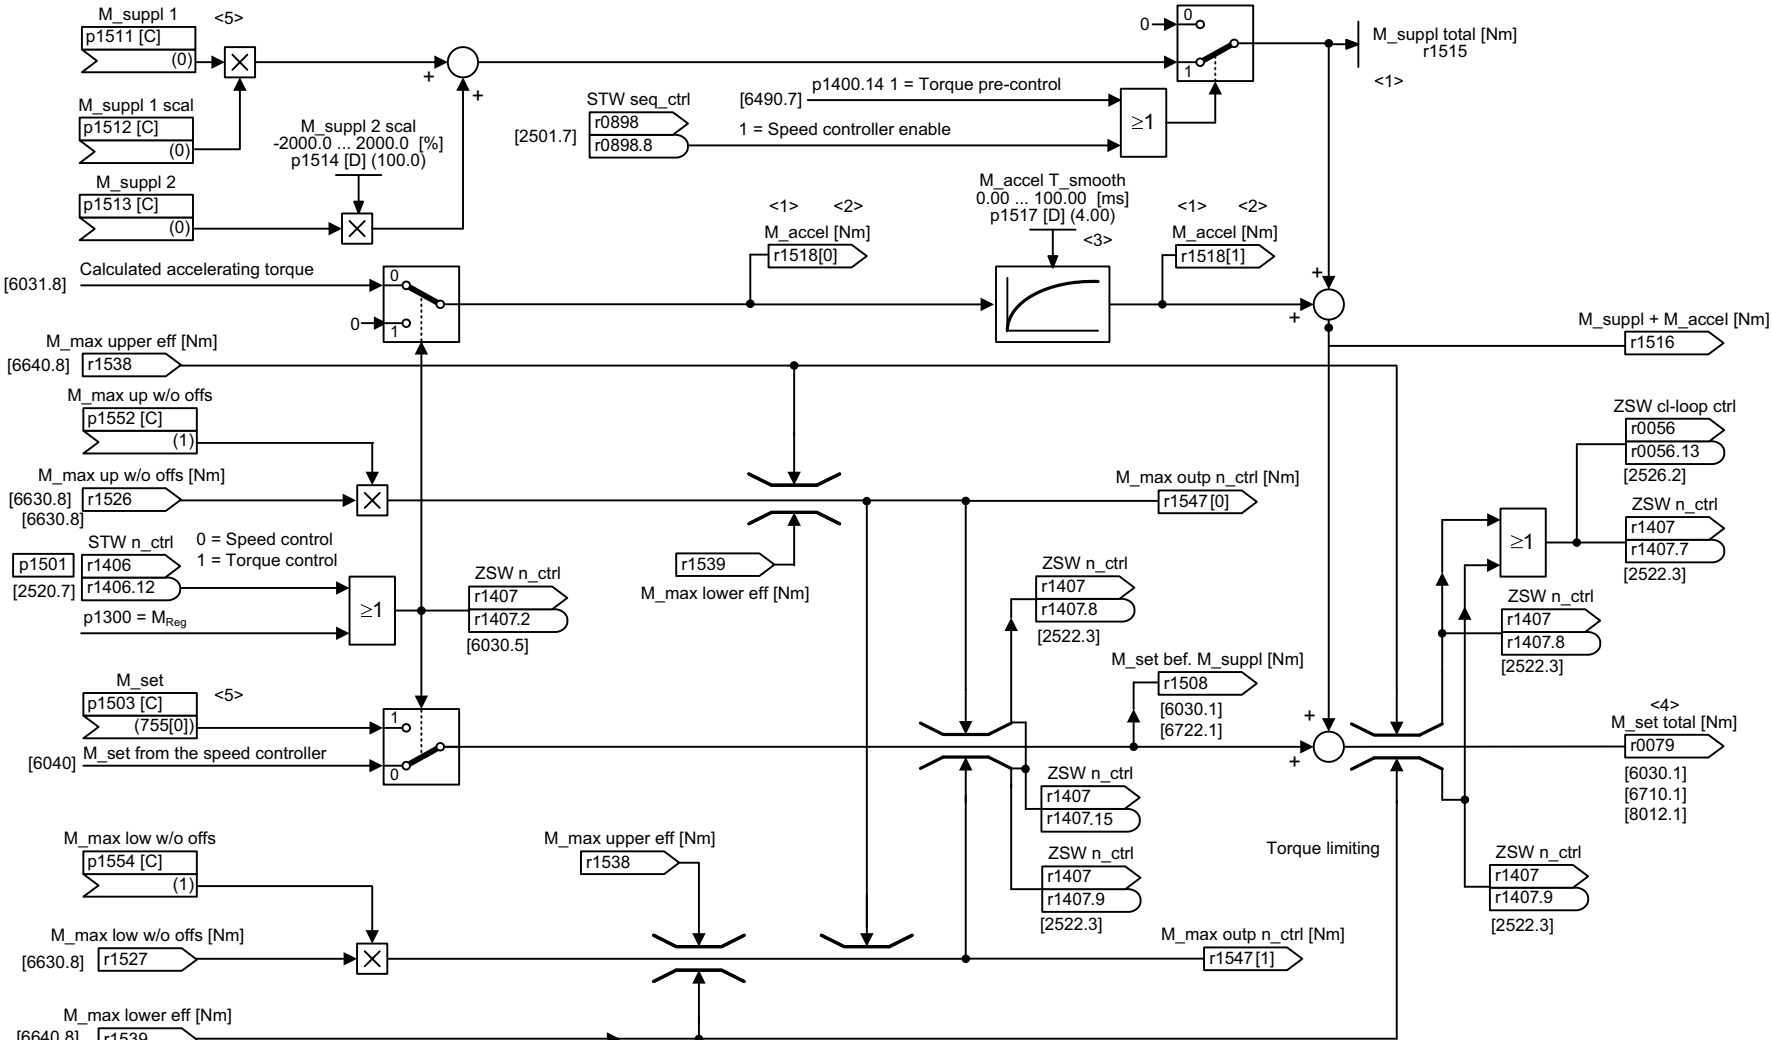 M_suppl 1
<5>
p1511 [C]
(0)
M_suppl 1 scal
p1512 [C]
(0)
M_suppl 2 scal
-2000.0 ... 2000.0 [%]
p1514 [D] (100.0)
M_suppl 2
p1513 [C]
(0)
+
+
STW seq_ctrl
r0898
[2501.7]
r0898.8
p1400.14 1 = Torque pre-control
[6490.7]
1 = Speed controller enable
≥1
0
0
1
M_suppl total [Nm]
r1515
<1>
Calculated accelerating torque
[6031.8]
0
0
1
<1> <2>
M_accel [Nm]
r1518[0]
M_accel T_smooth
0.00 ... 100.00 [ms]
p1517 [D] (4.00)
<3>
<1> <2>
M_accel [Nm]
r1518[1]
+
+
M_suppl + M_accel [Nm]
r1516
M_max upper eff [Nm]
[6640.8]
r1538
M_max up w/o offs
p1552 [C]
(1)
M_max up w/o offs [Nm]
[6630.8]
r1526
[6630.8]
M_max outp n_ctrl [Nm]
r1547[0]
r1539
M_max lower eff [Nm]
STW n_ctrl
0 = Speed control
1 = Torque control
p1501
r1406
[2520.7]
r1406.12
p1300 = MReg
≥1
ZSW n_ctrl
r1407
r1407.2
[6030.5]
ZSW n_ctrl
r1407
r1407.8
[2522.3]
ZSW cl-loop ctrl
r0056
r0056.13
[2526.2]
ZSW n_ctrl
r1407
r1407.7
[2522.3]
≥1
ZSW n_ctrl
r1407
r1407.8
[2522.3]
M_set
<5>
p1503 [C]
(755[0])
M_set from the speed controller
[6040]
1
0
M_set bef. M_suppl [Nm]
r1508
[6030.1]
[6722.1]
+
+
<4>
M_set total [Nm]
r0079
[6030.1]
[6710.1]
[8012.1]
ZSW n_ctrl
r1407
r1407.15
ZSW n_ctrl
r1407
r1407.9
[2522.3]
Torque limiting
ZSW n_ctrl
r1407
r1407.9
[2522.3]
M_max low w/o offs
p1554 [C]
(1)
M_max upper eff [Nm]
r1538
M_max low w/o offs [Nm]
[6630.8]
r1527
M_max outp n_ctrl [Nm]
r1547[1]
M_max lower eff [Nm]
[6640.8]
r1539